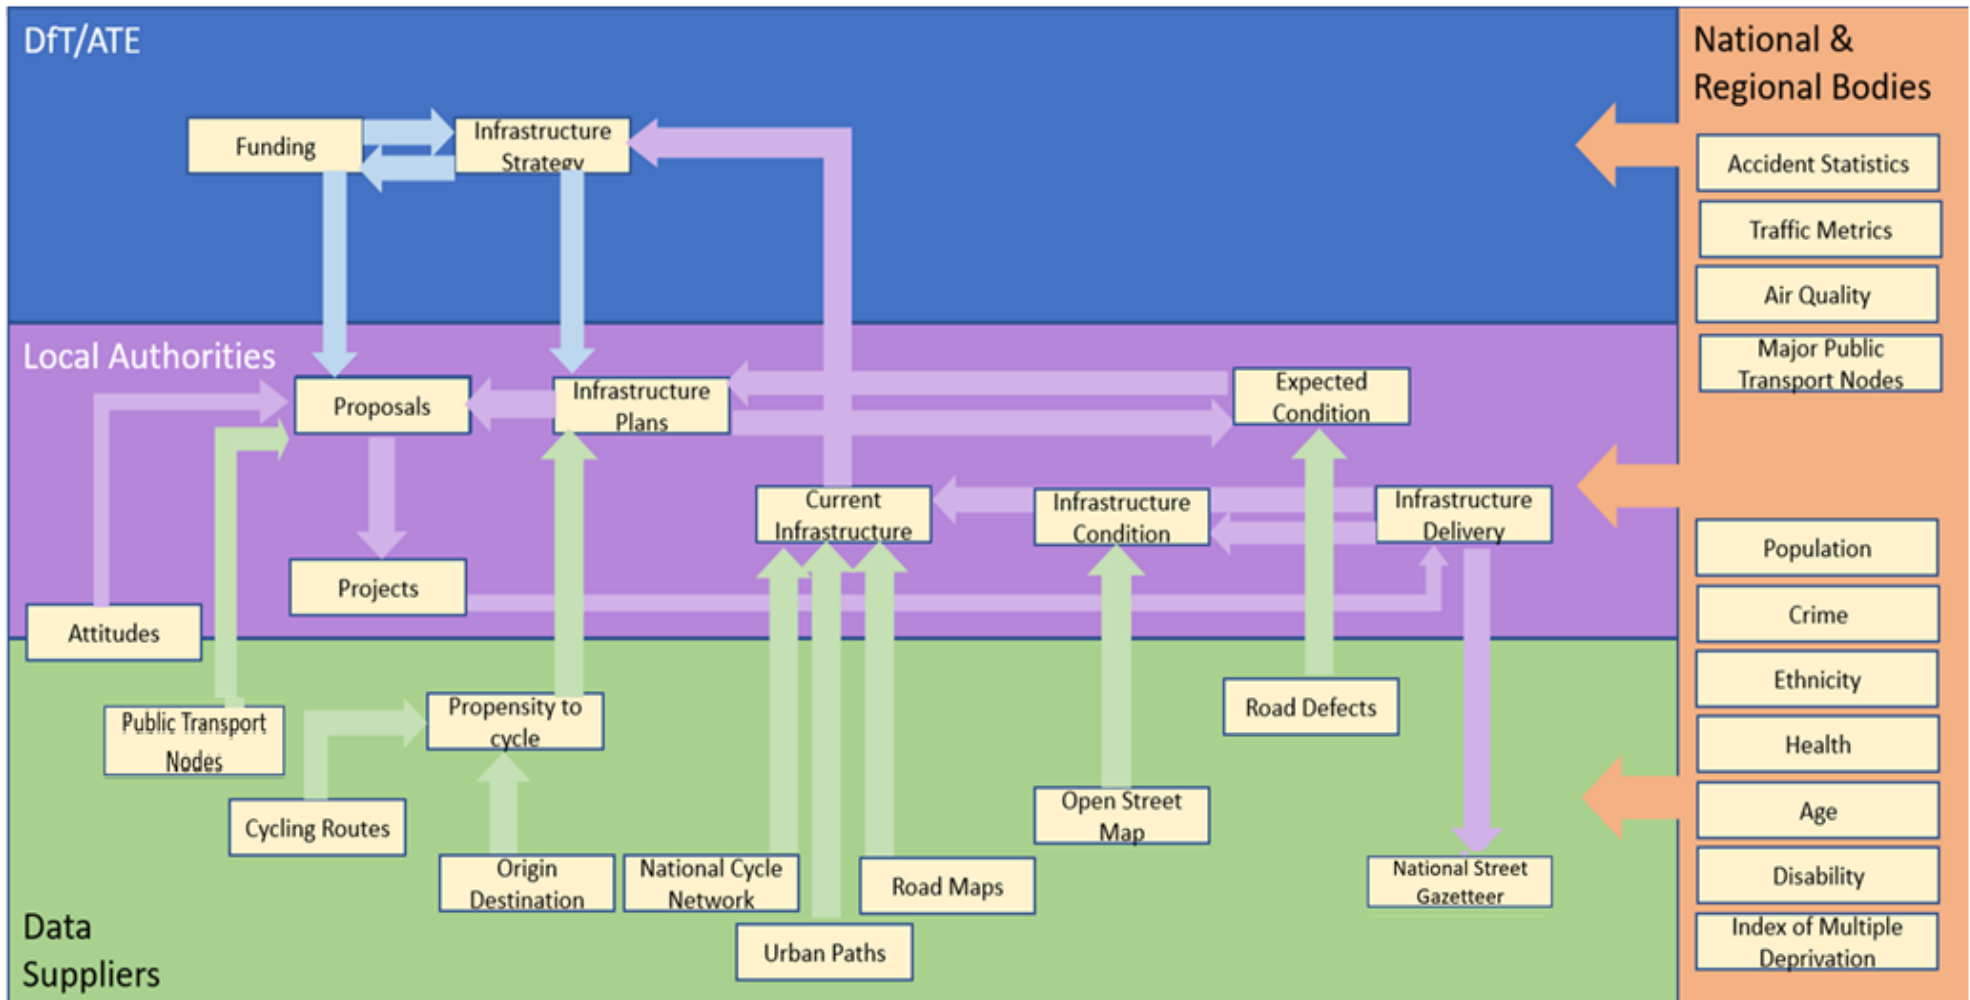 DfT/ATE
Funding
Infrastructure
Strategy
National &
Regional Bodies
Accident Statistics
Traffic Metrics
Air Quality
Major Public
Transport Nodes
Local Authorities
Proposals
Infrastructure
Plans
Expected
Condition
Current
Infrastructure
Infrastructure
Condition
Infrastructure
Delivery
Projects
Attitudes
Population
Crime
Ethnicity
Health
Age
Disability
Index of Multiple
Deprivation
Public Transport
Nodes
Propensity to
cycle
Road Defects
Cycling Routes
Open Street
Map
Origin
Destination
National Cycle
Network
Road Maps
National Street
Gazetteer
Urban Paths
Data
Suppliers